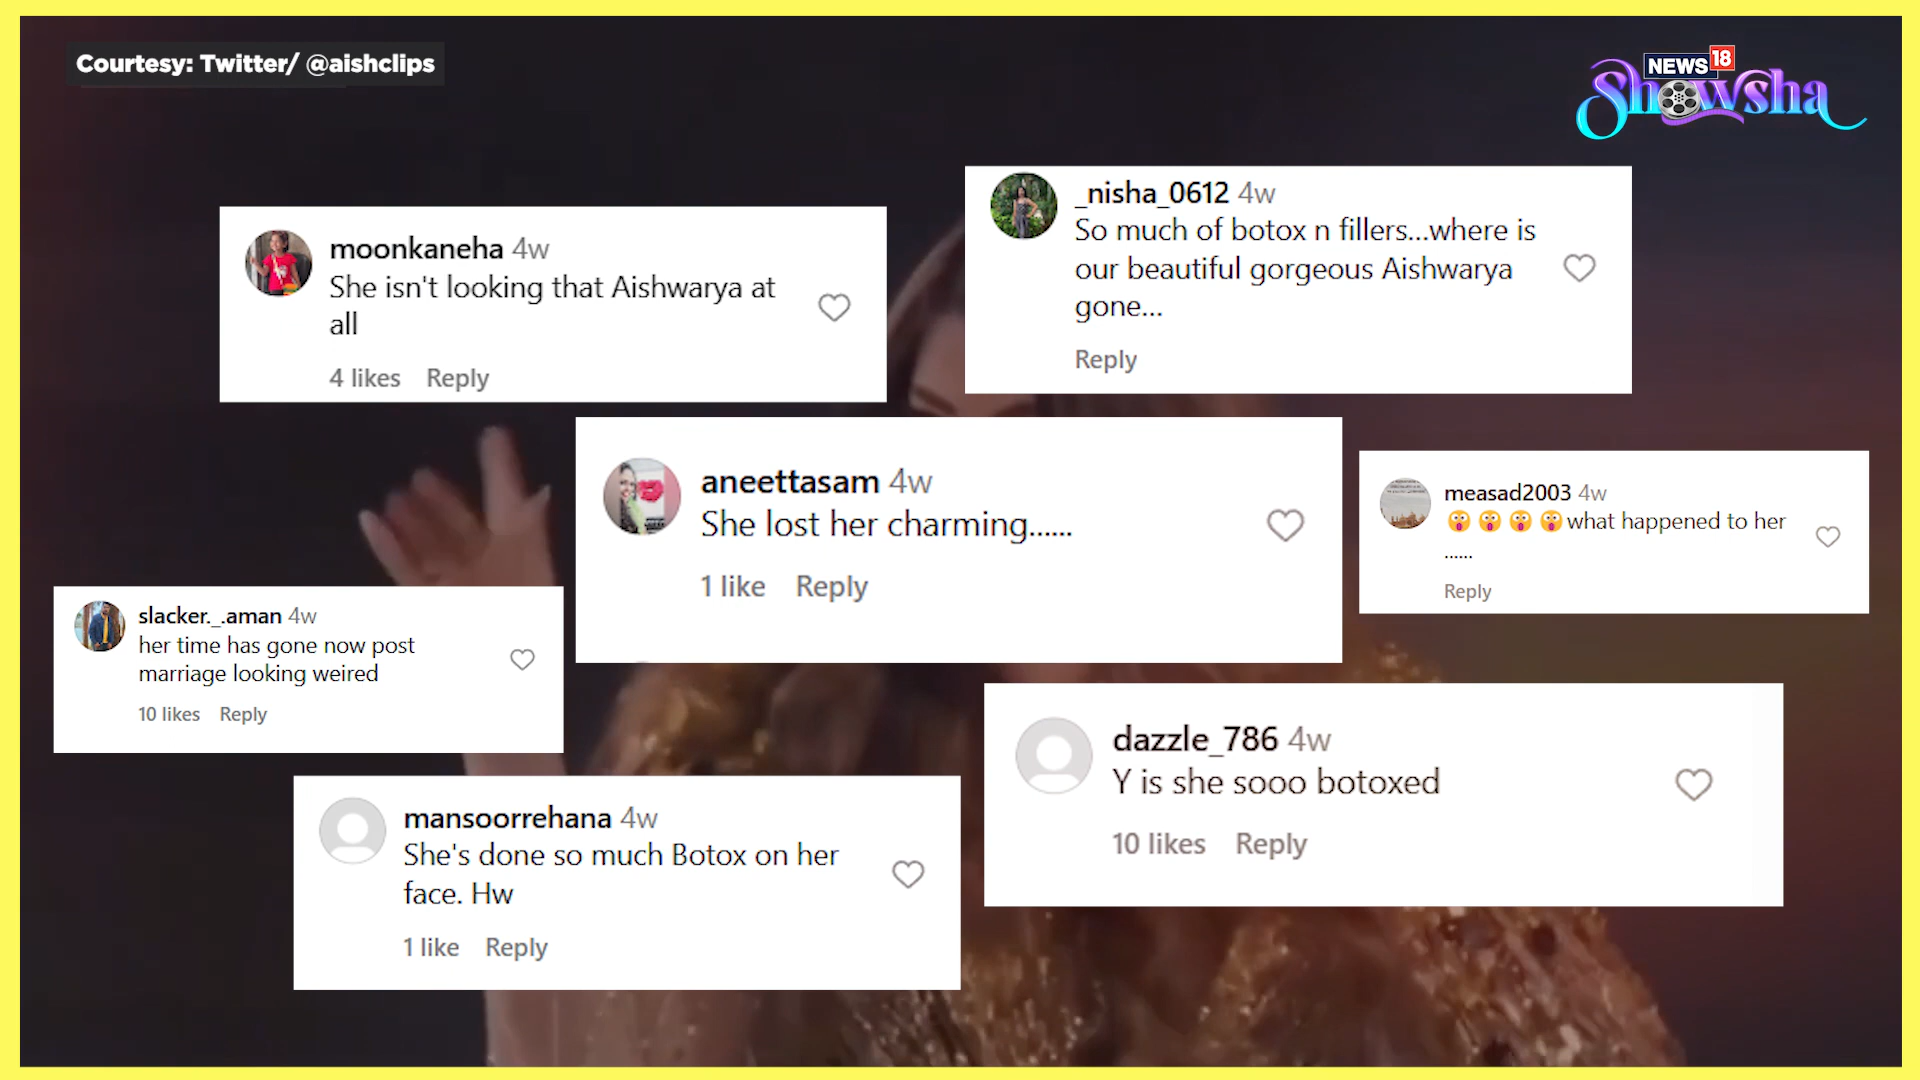 Courtesy: Twitter/ @aishclips
NEWS 18
Showsha
moonkaneha 4w
She isn't looking that Aishwarya at
all
4 likes Reply
_nisha_0612 4w
So much of botox n fillers...where is
our beautiful gorgeous Aishwarya
gone...
Reply
aneettasam 4w
She lost her charming......
1 like Reply
measad2003 4w
😲😲😲😲what happened to her
......
Reply
slacker._.aman 4w
her time has gone now post
marriage looking weired
10 likes Reply
dazzle_786 4w
Y is she sooo botoxed
10 likes Reply
mansoorrehana 4w
She's done so much Botox on her
face. Hw
1 like Reply